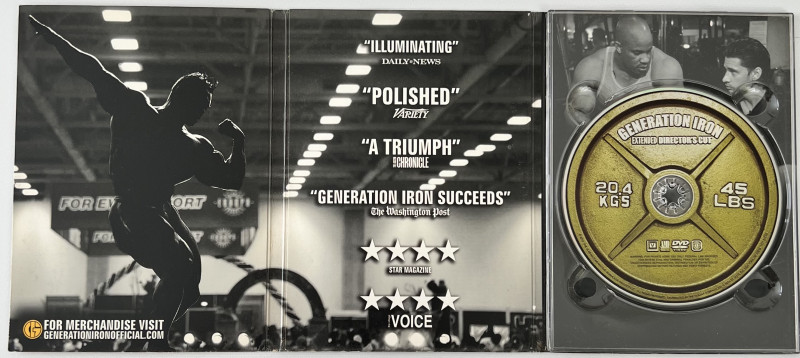 FOR MERCHANDISE VISIT
GENERATIONIRONOFFICIAL.COM
"ILLUMINATING"
DAILY NEWS
"POLISHED"
VARIETY
"A TRIUMPH"
CHRONICLE
"GENERATION IRON SUCCEEDS"
The Washington Post
STAR MAGAZINE
VOICE
GENERATION IRON
EXTENDED DIRECTOR'S CUT
20.4
KGS
45
LBS
DVD